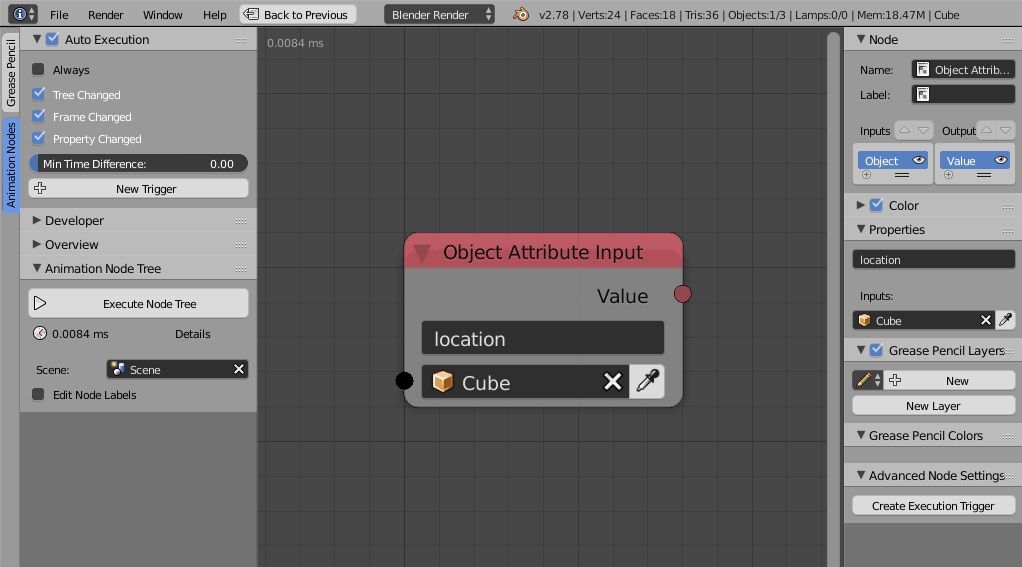 File Render Window Help Back to Previous Blender Render v2.78 | Verts:24 | Faces:18 | Tris:36 | Objects:1/3 | Lamps:0/0 | Mem:18.47M | Cube
Grease Pencil
Animation Nodes
Auto Execution
Always
Tree Changed
Frame Changed
Property Changed
Min Time Difference: 0.00
New Trigger
Developer
Overview
Animation Node Tree
Execute Node Tree
0.0084 ms Details
Scene: Scene
Edit Node Labels
0.0084 ms
Object Attribute Input
Value
location
Cube
Node
Name: Object Attrib...
Label:
Inputs Output
Object Value
Color
Properties
location
Inputs:
Cube
Grease Pencil Layers
New
New Layer
Grease Pencil Colors
Advanced Node Settings
Create Execution Trigger